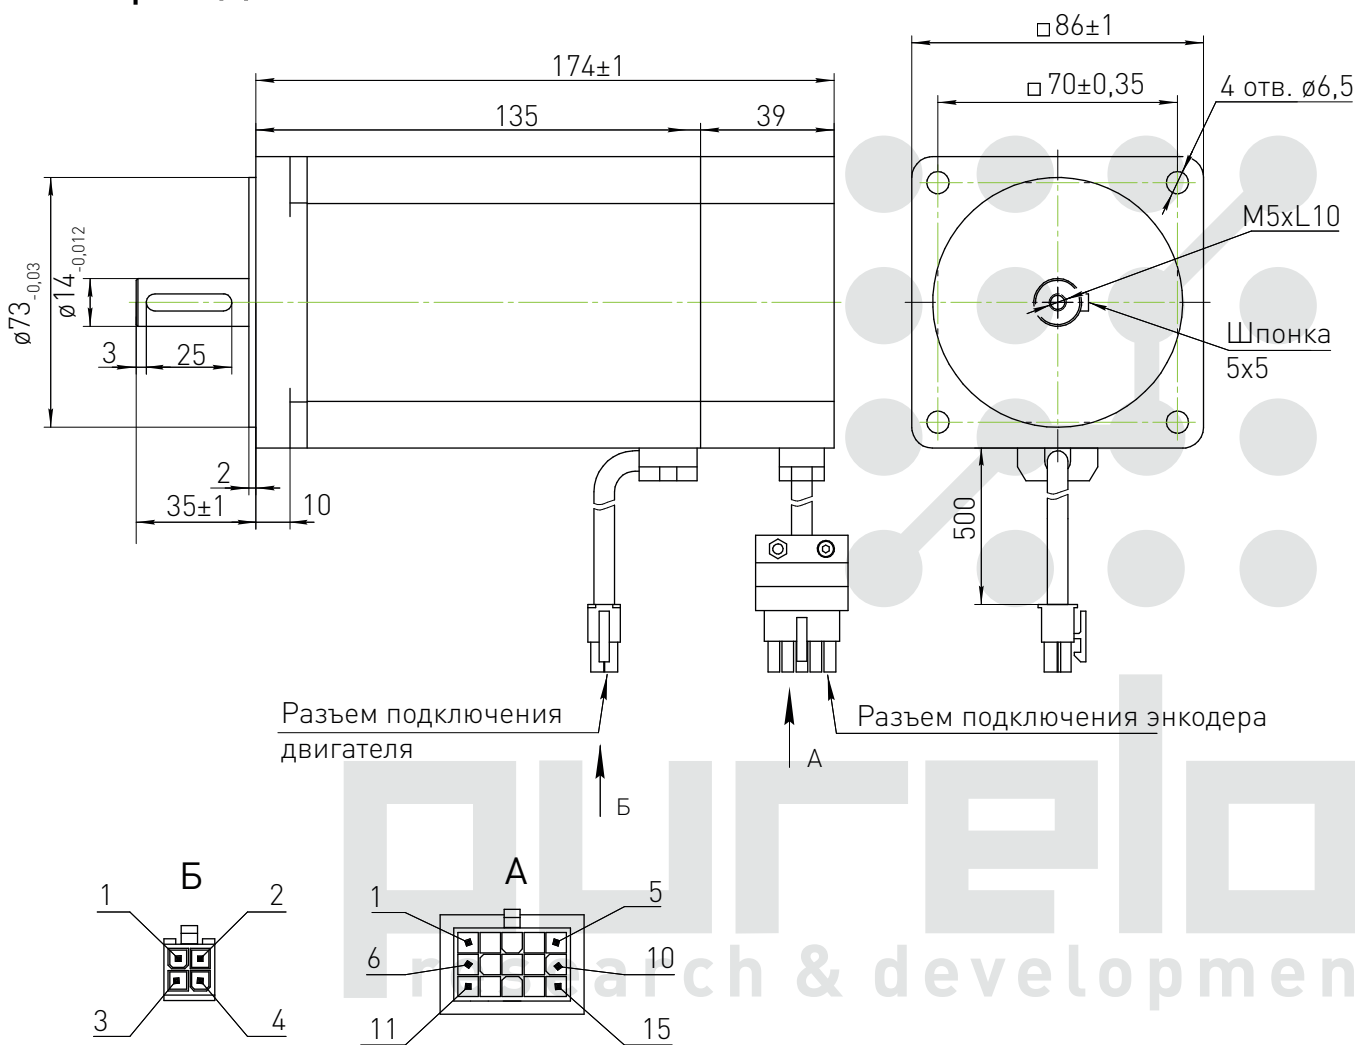 □86±1
174±1
□70±0,35
4 отв. ø6,5
135
39
M5xL10
ø73-0,03
ø14-0,012
3
25
Шпонка
5x5
2
35±1
10
500
Разъем подключения
двигателя
Разъем подключения энкодера
А
Б
purelo
research & developmen
Б
А
1
2
3
4
1
5
6
10
11
15